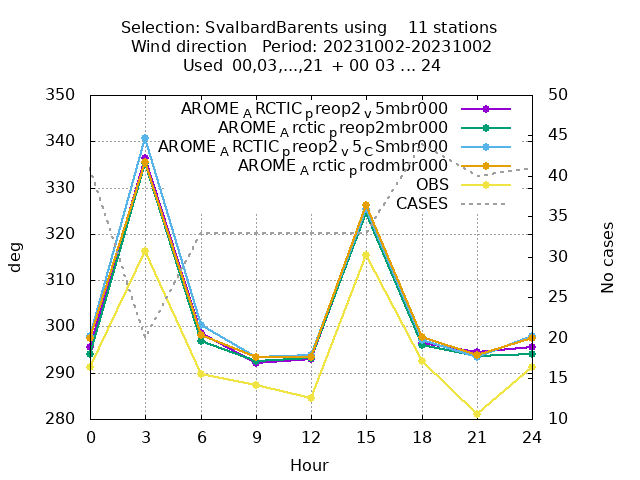 Selection: SvalbardBarents using    11 stations
Wind direction   Period: 20231002-20231002
Used  00,03,...,21  + 00 03 ... 24
AROME_ARCTIC_preop2_v5mbr000
AROME_Arctic_preop2mbr000
AROME_ARCTIC_preop2_v5_CSmbr000
AROME_Arctic_prodmbr000
OBS
CASES
350
340
330
320
310
300
290
280
deg
50
45
40
35
30
25
20
15
10
No cases
0 3 6 9 12 15 18 21 24
Hour